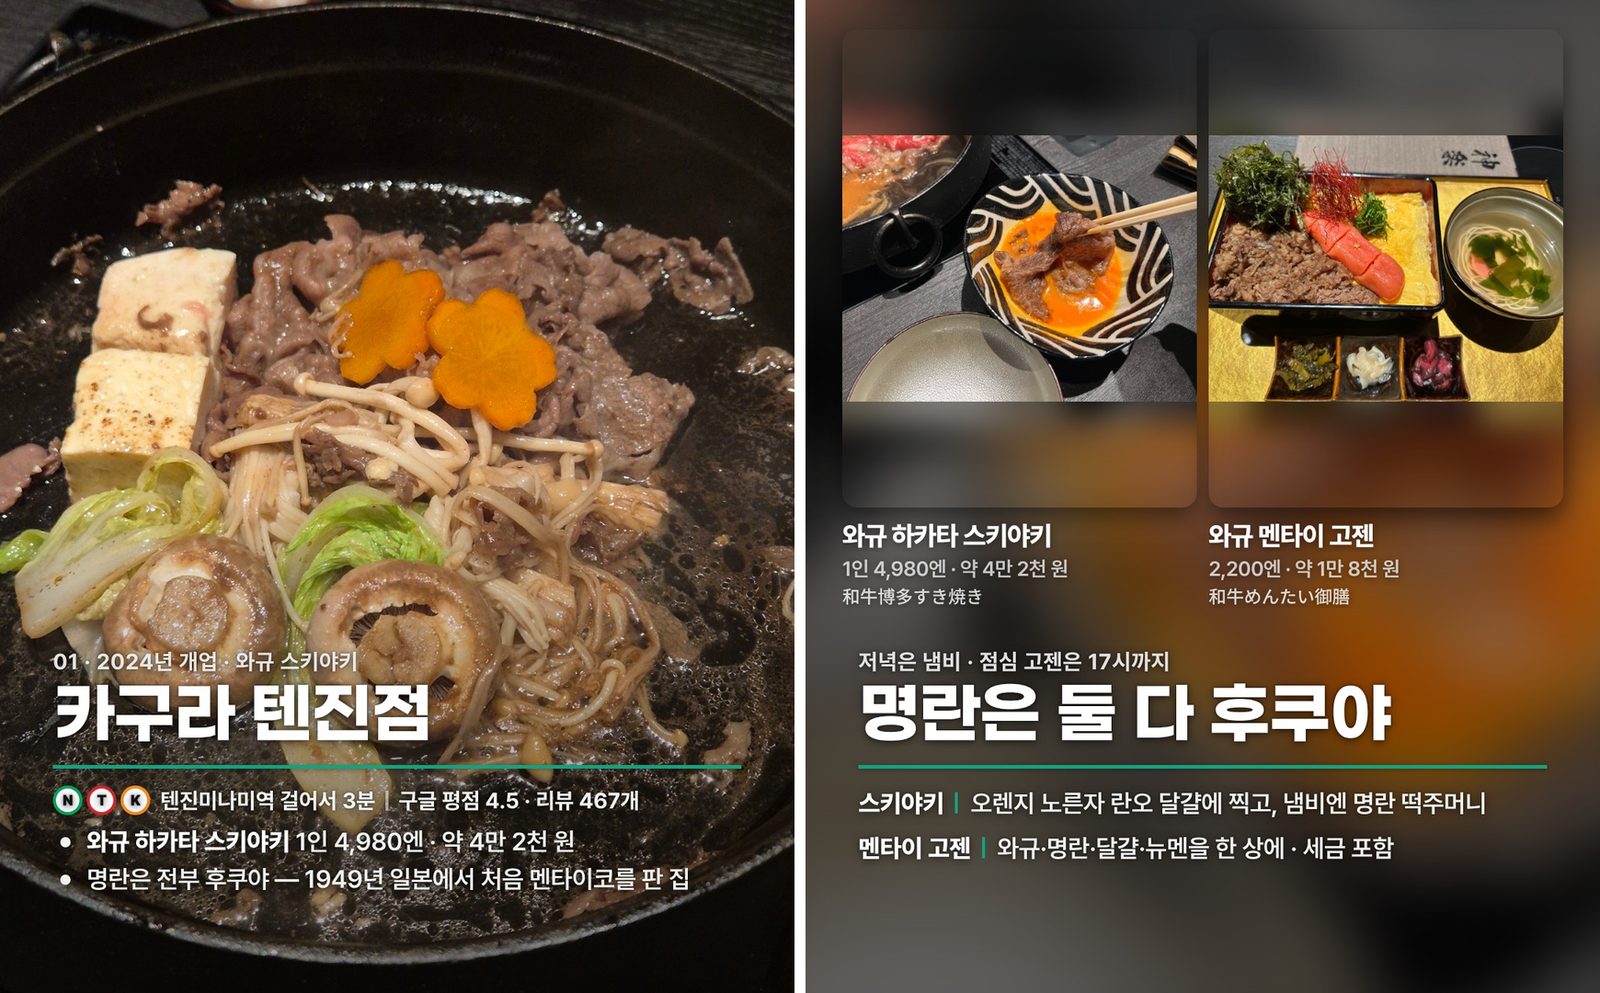 01 · 2024년 개업 · 와규 스키야키
카구라 텐진점
N T K 텐진미나미역 걸어서 3분 | 구글 평점 4.5 · 리뷰 467개
• 와규 하카타 스키야키 1인 4,980엔 · 약 4만 2천 원
• 명란은 전부 후쿠야 — 1949년 일본에서 처음 멘타이코를 판 집
神楽
와규 하카타 스키야키
1인 4,980엔 · 약 4만 2천 원
和牛博多すき焼き
와규 멘타이 고젠
2,200엔 · 약 1만 8천 원
和牛めんたい御膳
저녁은 냄비 · 점심 고젠은 17시까지
명란은 둘 다 후쿠야
스키야키 | 오렌지 노른자 란오 달걀에 찍고, 냄비엔 명란 떡주머니
멘타이 고젠 | 와규·명란·달걀·뉴멘을 한 상에 · 세금 포함